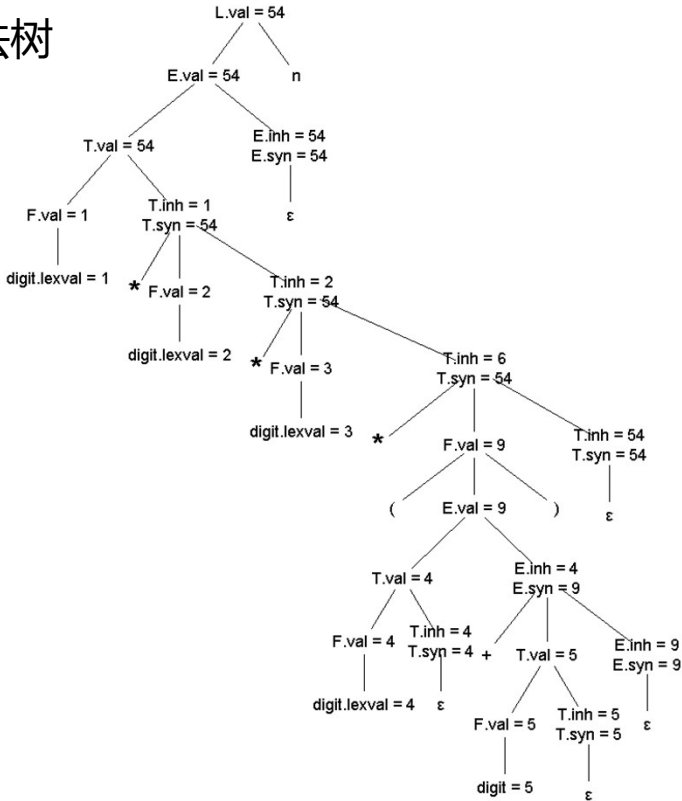 法树
L.val = 54
E.val = 54
n
T.val = 54
E.inh = 54
E.syn = 54
F.val = 1
T.inh = 1
T.syn = 54
ε
digit.lexval = 1
*
F.val = 2
T.inh = 2
T.syn = 54
digit.lexval = 2
*
F.val = 3
T.inh = 6
T.syn = 54
digit.lexval = 3
*
F.val = 9
T.inh = 54
T.syn = 54
(
E.val = 9
)
ε
T.val = 4
E.inh = 4
E.syn = 9
F.val = 4
T.inh = 4
T.syn = 4
+
T.val = 5
E.inh = 9
E.syn = 9
digit.lexval = 4
ε
F.val = 5
T.inh = 5
T.syn = 5
ε
digit = 5
ε